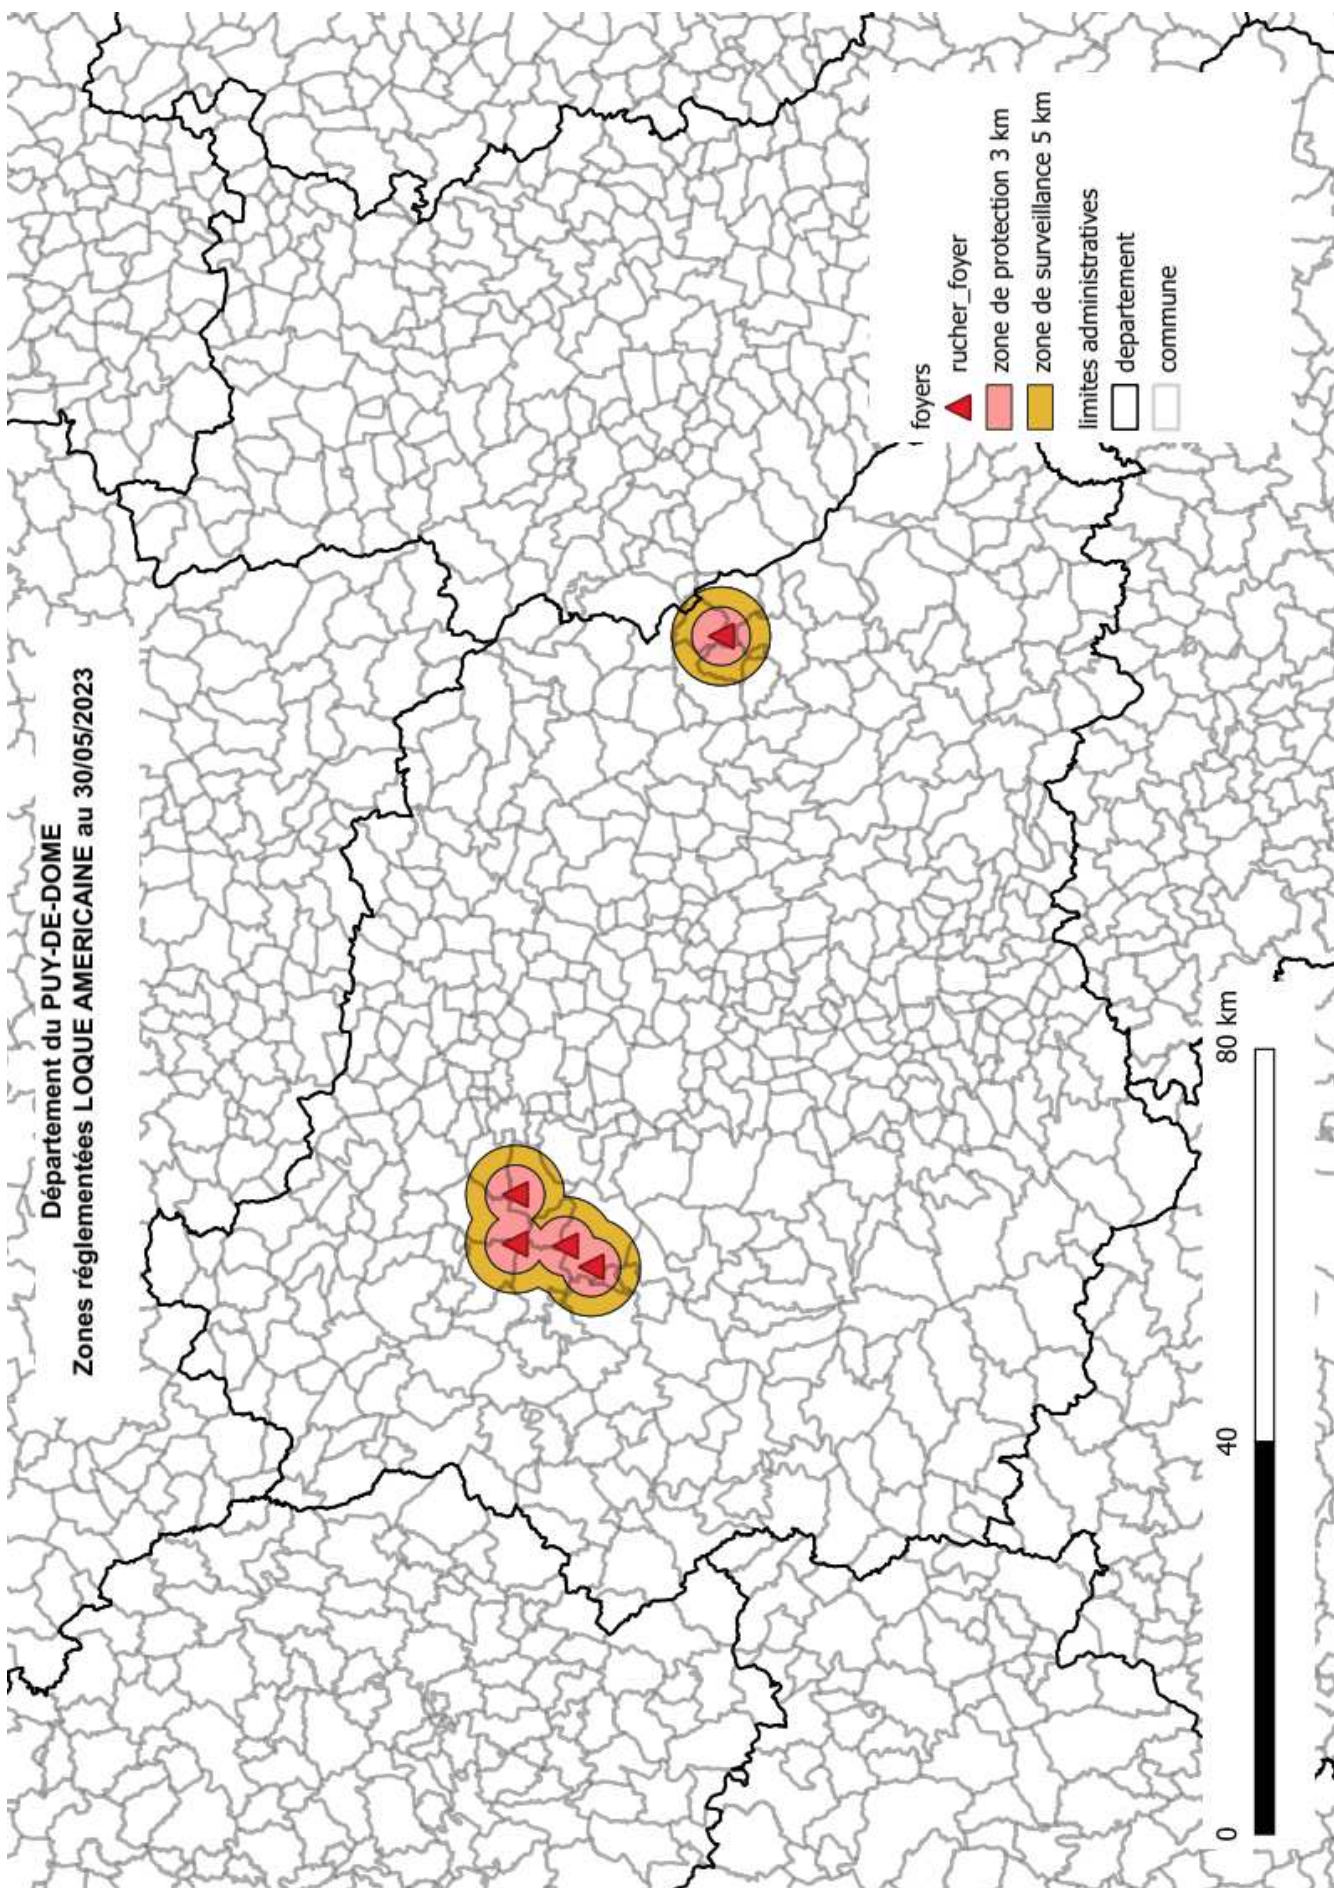 Département du PUY-DE-DOME
Zones réglementées LOQUE AMERICAINE au 30/05/2023
foyers
rucher_foyer
zone de protection 3 km
zone de surveillance 5 km
limites administratives
departement
commune
0 40 80 km